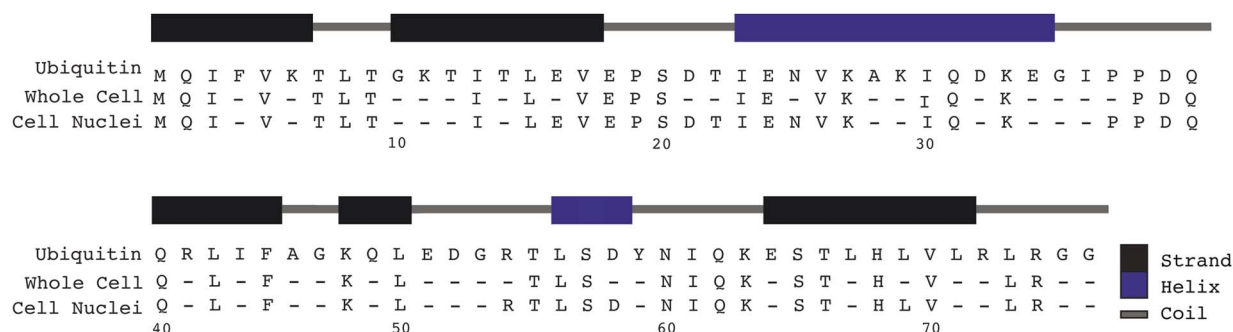 Ubiquitin M Q I F V K T L T G K T I T L E V E P S D T I E N V K A K I Q D K E G I P P D Q
Whole Cell M Q I - V - T L T - - - I - L - V E P S - - I E - V K - - I Q - K - - - - P D Q
Cell Nuclei M Q I - V - T L T - - - I - L E V E P S D T I E N V K - - I Q - K - - - P P D Q
10 20 30
Ubiquitin Q R L I F A G K Q L E D G R T L S D Y N I Q K E S T L H L V L R L R G G
Whole Cell Q - L - F - - K - L - - - - T L S - - N I Q K - S T - H - V - - L R - -
Cell Nuclei Q - L - F - - K - L - - - R T L S D - N I Q K - S T - H L V - - L R - -
40 50 60 70
Strand
Helix
Coil